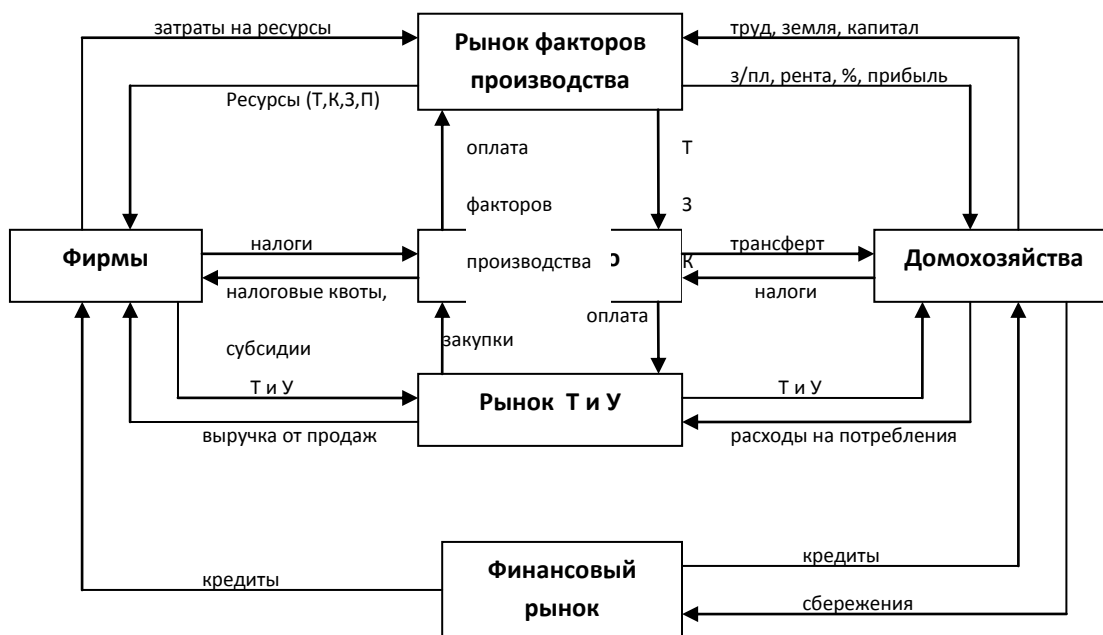 затраты на ресурсы
Рынок факторов
производства
труд, земля, капитал
з/пл, рента, %, прибыль
Ресурсы (Т,К,З,П)
оплата
Т
факторов
З
Фирмы
налоги
производства
о
К
трансферт
Домохозяйства
налоговые квоты,
налоги
оплата
закупки
субсидии
Т и У
Рынок Т и У
Т и У
выручка от продаж
расходы на потребления
кредиты
Финансовый
рынок
кредиты
сбережения